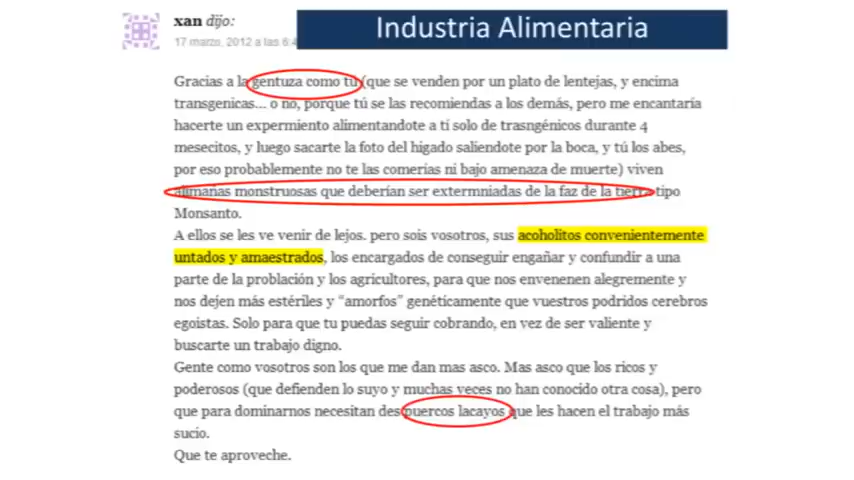 xan dijo:
Industria Alimentaria
17 marzo, 2012 a las 6:4
Gracias a la gentuza como tú (que se venden por un plato de lentejas, y encima
transgenicas... o no, porque tú se las recomiendas a los demás, pero me encantaría
hacerte un expermiento alimentandote a tí solo de trasngénicos durante 4
mesecitos, y luego sacarte la foto del higado saliendote por la boca, y tú los abes,
por eso probablemente no te las comerías ni bajo amenaza de muerte) viven
alimañas monstruosas que deberían ser extermniadas de la faz de la tierra tipo
Monsanto.
A ellos se les ve venir de lejos. pero sois vosotros, sus acoholitos convenientemente
untados y amaestrados, los encargados de conseguir engañar y confundir a una
parte de la problación y los agricultores, para que nos envenenen alegremente y
nos dejen más estériles y “amorfos” genéticamente que vuestros podridos cerebros
egoistas. Solo para que tu puedas seguir cobrando, en vez de ser valiente y
buscarte un trabajo digno.
Gente como vosotros son los que me dan mas asco. Mas asco que los ricos y
poderosos (que defienden lo suyo y muchas veces no han conocido otra cosa), pero
que para dominarnos necesitan des puercos lacayos que les hacen el trabajo más
sucio.
Que te aproveche.